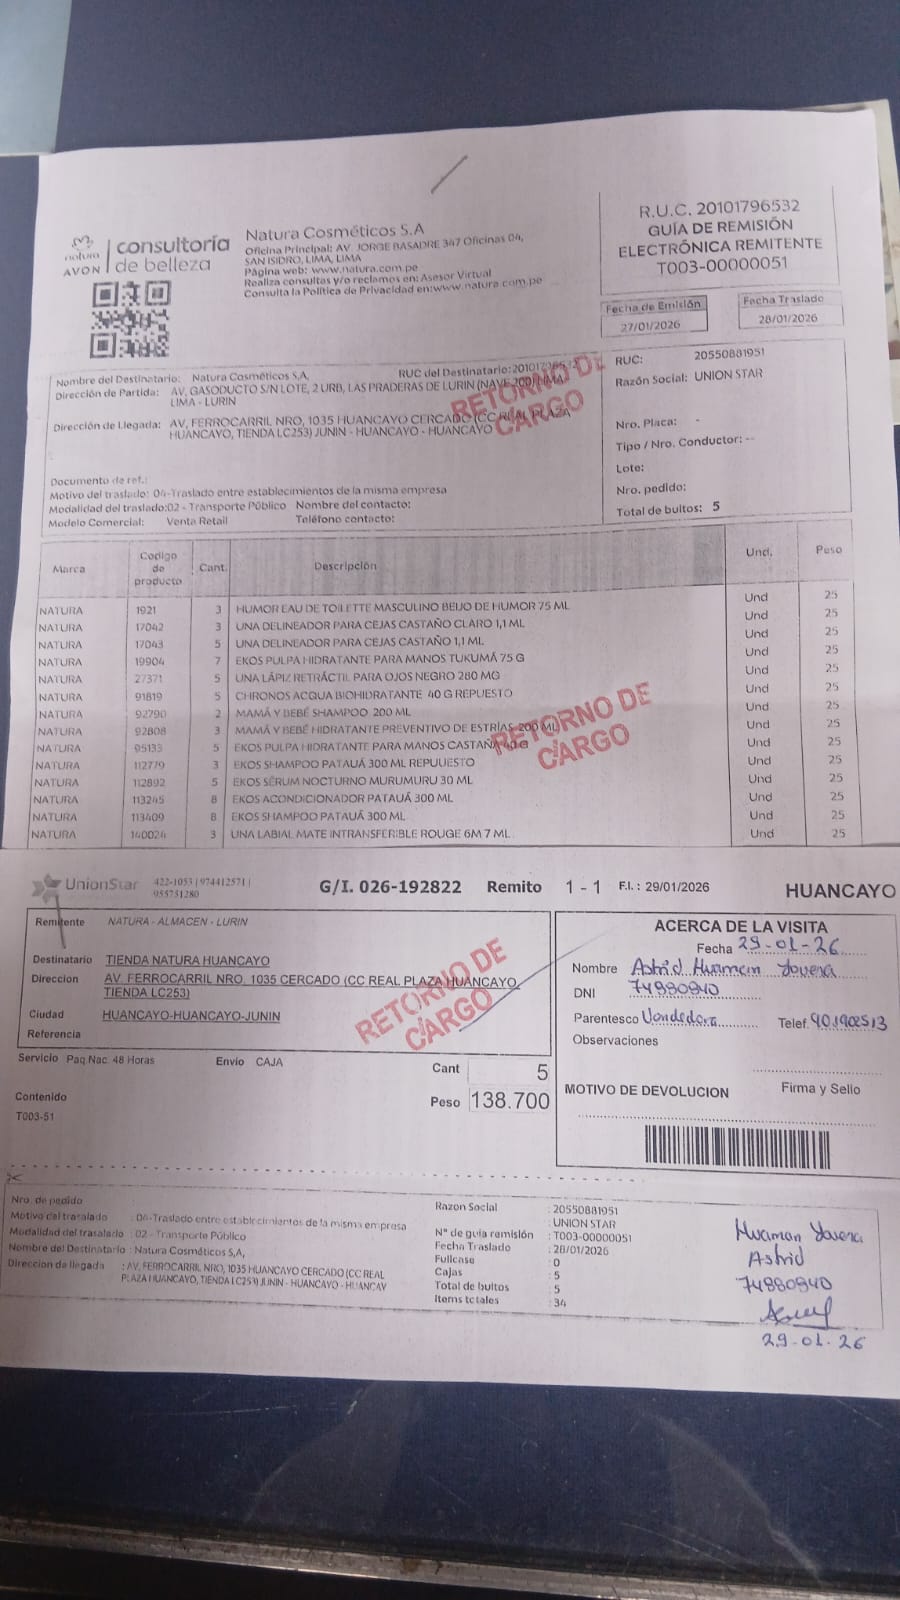 natura
AVON
consultoría
de belleza
Natura Cosméticos S.A
Oficina Principal: AV. JORGE BASADRE 347 Oficinas 04,
SAN ISIDRO, LIMA, LIMA
Página web: www.natura.com.pe
Realiza consultas y/o reclamos en: Asesor Virtual
Consulta la Política de Privacidad en:www.natura.com.pe
R.U.C. 20101796532
GUÍA DE REMISIÓN
ELECTRÓNICA REMITENTE
T003-00000051
Fecha de Emisión
27/01/2026
Fecha Traslado
28/01/2026
Nombre del Destinatario: Natura Cosméticos S.A,
RUC del Destinatario:
Dirección de Partida: AV, GASODUCTO S/N LOTE, 2 URB, LAS PRADERAS DE LURIN (NAVE 200) LIMA
LIMA - LURIN
Dirección de Llegada: AV, FERROCARRIL NRO, 1035 HUANCAYO CERCADO (CC REAL PLAZA
HUANCAYO, TIENDA LC253) JUNIN - HUANCAYO - HUANCAYO
RETORNO DE
CARGO
Documento de ref.:
Motivo del traslado: 04-Traslado entre establecimientos de la misma empresa
Modalidad del traslado:02 - Transporte Público Nombre del contacto:
Modelo Comercial: Venta Retail Teléfono contacto:
RUC: 20550881951
Razón Social: UNION STAR
Nro. Placa: -
Tipo / Nro. Conductor: --
Lote:
Nro. pedido:
Total de bultos: 5
Marca Codigo de producto Cant. Descripción Und. Peso
NATURA 1921 3 HUMOR EAU DE TOILETTE MASCULINO BEIJO DE HUMOR 75 ML Und 25
NATURA 17042 3 UNA DELINEADOR PARA CEJAS CASTAÑO CLARO 1,1 ML Und 25
NATURA 17043 5 UNA DELINEADOR PARA CEJAS CASTAÑO 1,1 ML Und 25
NATURA 19904 7 EKOS PULPA HIDRATANTE PARA MANOS TUKUMÁ 75 G Und 25
NATURA 27371 5 UNA LÁPIZ RETRÁCTIL PARA OJOS NEGRO 280 MG Und 25
NATURA 91819 5 CHRONOS ACQUA BIOHIDRATANTE 40 G REPUESTO Und 25
NATURA 92790 2 MAMÁ Y BEBÉ SHAMPOO 200 ML Und 25
NATURA 92808 3 MAMÁ Y BEBÉ HIDRATANTE PREVENTIVO DE ESTRÍAS 200 ML Und 25
NATURA 95133 5 EKOS PULPA HIDRATANTE PARA MANOS CASTAÑA 40 G Und 25
NATURA 112779 3 EKOS SHAMPOO PATAUÁ 300 ML REPUUESTO Und 25
NATURA 112892 5 EKOS SÉRUM NOCTURNO MURUMURU 30 ML Und 25
NATURA 113245 8 EKOS ACONDICIONADOR PATAUÁ 300 ML Und 25
NATURA 113409 8 EKOS SHAMPOO PATAUÁ 300 ML Und 25
NATURA 140024 3 UNA LABIAL MATE INTRANSFERIBLE ROUGE 6M 7 ML Und 25
RETORNO DE
CARGO
UnionStar
422-1053 | 974412571 |
955751280
G/I. 026-192822 Remito 1 - 1 F.I.: 29/01/2026 HUANCAYO
Remitente NATURA - ALMACEN - LURIN
Destinatario TIENDA NATURA HUANCAYO
Direccion AV. FERROCARRIL NRO. 1035 CERCADO (CC REAL PLAZA HUANCAYO,
TIENDA LC253)
Ciudad HUANCAYO-HUANCAYO-JUNIN
Referencia
RETORNO DE
CARGO
Servicio Paq.Nac. 48 Horas Envio CAJA
Cant 5
Peso 138.700
Contenido
T003-51
ACERCA DE LA VISITA
Fecha 29-01-26
Nombre Astrid Huaman Jovera
DNI 74880840
Parentesco Vendedora Telef. 901902513
Observaciones
MOTIVO DE DEVOLUCION Firma y Sello
Nro. de pedido
Motivo del trasalado : 04-Traslado entre establecimientos de la misma empresa
Modalidad del trasalado : 02 - Transporte Público
Nombre del Destinatario : Natura Cosméticos S,A,
Direccion de llegada : AV, FERROCARRIL NRO, 1035 HUANCAYO CERCADO (CC REAL
PLAZA HUANCAYO, TIENDA LC253) JUNIN - HUANCAYO - HUANCAY
Razon Social : 20550881951
: UNION STAR
N° de guia remisión : T003-00000051
Fecha Traslado : 28/01/2026
Fullcase : 0
Cajas : 5
Total de bultos : 5
Items totales : 34
Huaman Jovera
Astrid
74880840
29-01-26